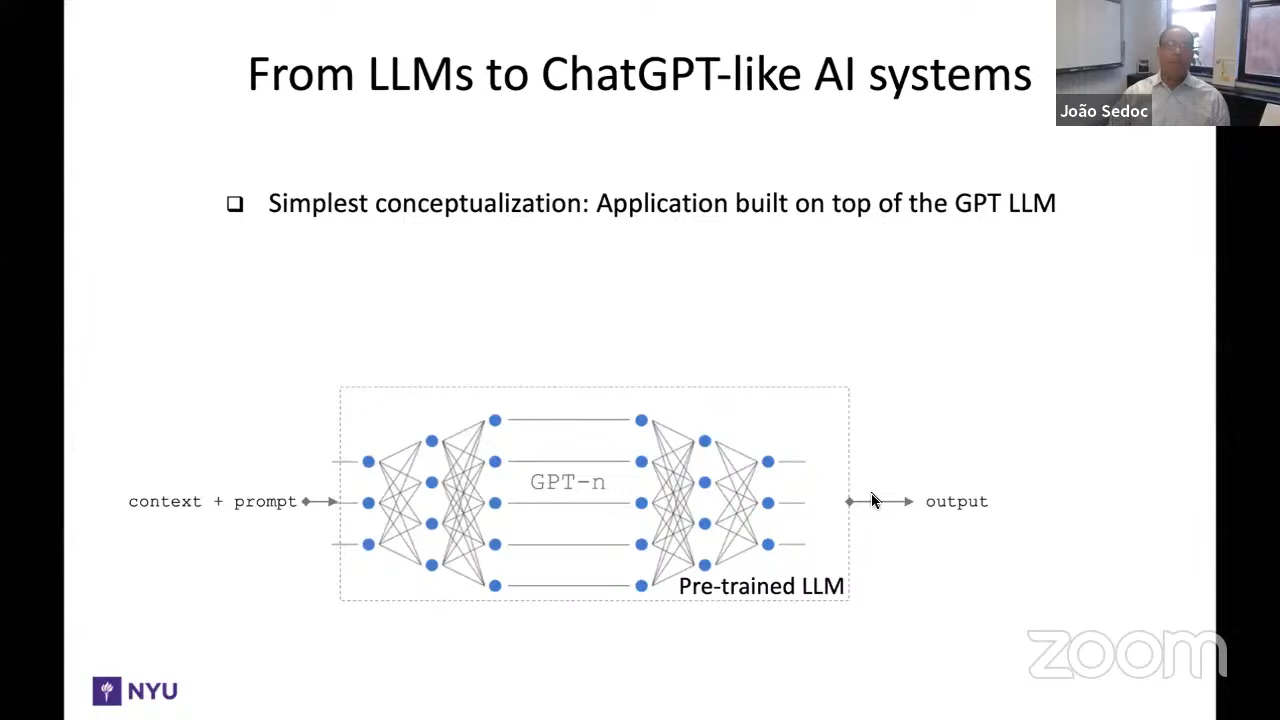 From LLMs to ChatGPT-like AI systems
João Sedoc
Simplest conceptualization: Application built on top of the GPT LLM
GPT-n
context + prompt
output
Pre-trained LLM
zoom
NYU